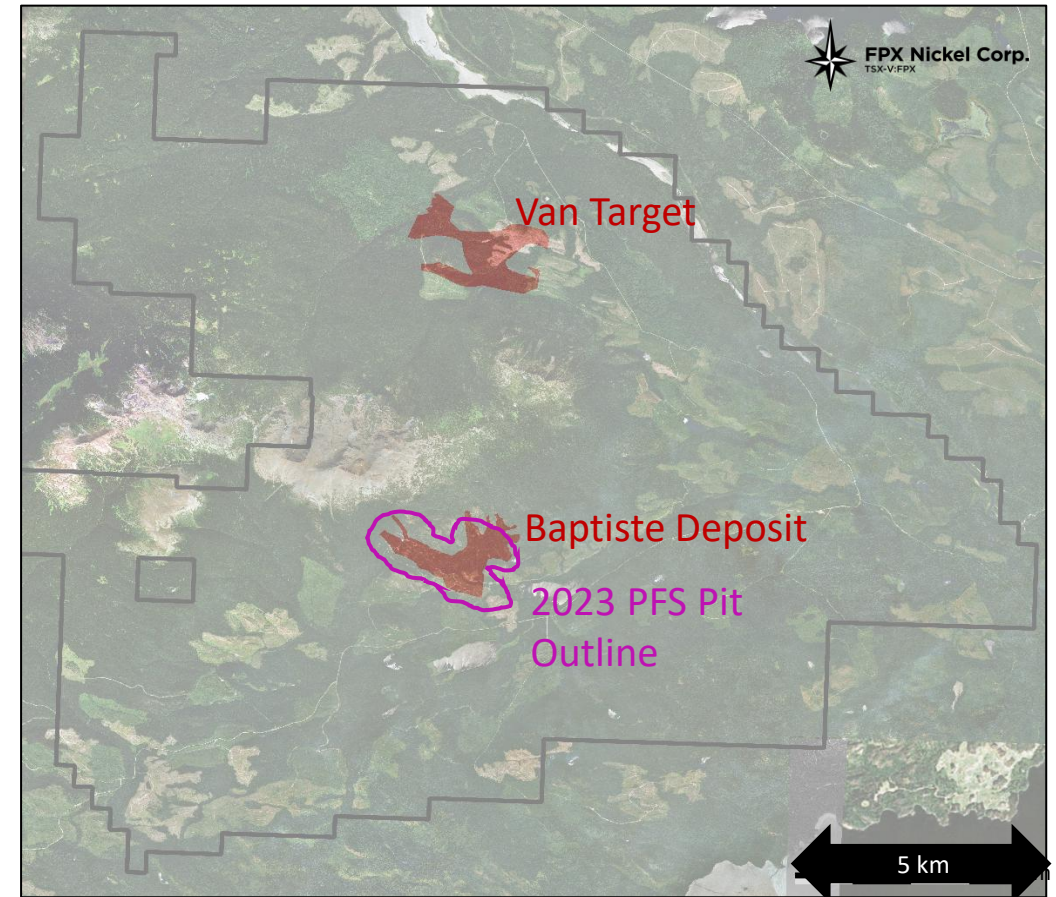 FPX Nickel Corp.
TSX-V:FPX
Van Target
Baptiste Deposit
2023 PFS Pit
Outline
5 km